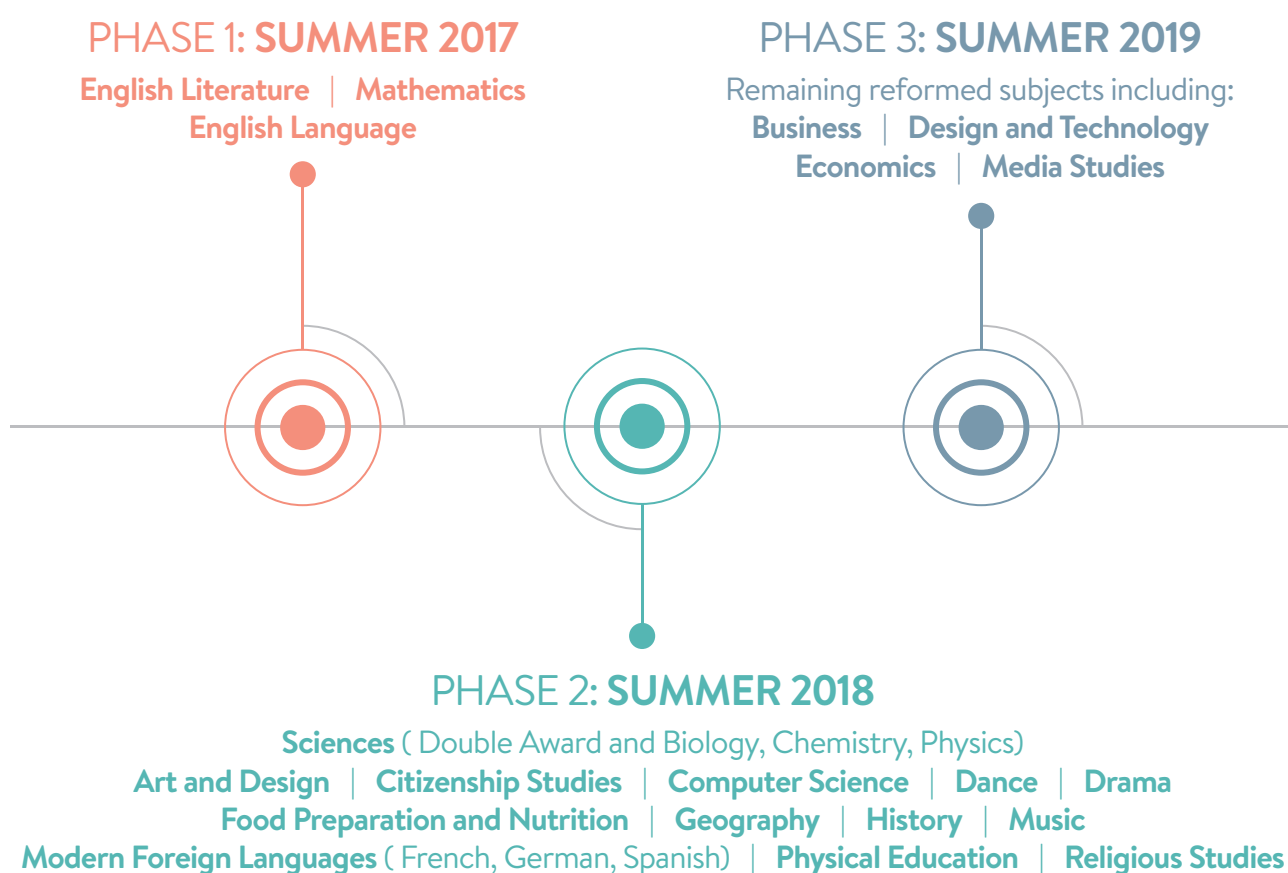 PHASE 1: SUMMER 2017
English Literature | Mathematics
English Language
PHASE 3: SUMMER 2019
Remaining reformed subjects including:
Business | Design and Technology
Economics | Media Studies
PHASE 2: SUMMER 2018
Sciences ( Double Award and Biology, Chemistry, Physics)
Art and Design | Citizenship Studies | Computer Science | Dance | Drama
Food Preparation and Nutrition | Geography | History | Music
Modern Foreign Languages ( French, German, Spanish) | Physical Education | Religious Studies